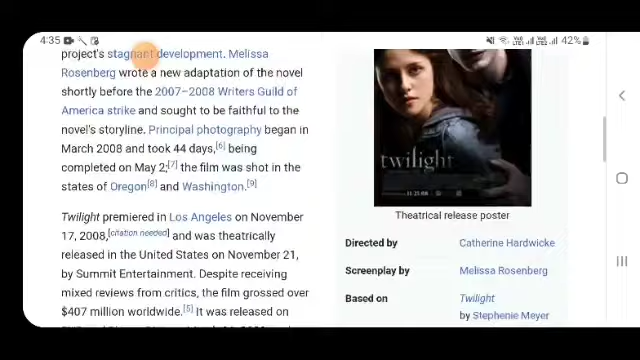 4:35
42%
project's stagnant development. Melissa
Rosenberg wrote a new adaptation of the novel
shortly before the 2007–2008 Writers Guild of
America strike and sought to be faithful to the
novel's storyline. Principal photography began in
March 2008 and took 44 days,[6] being
completed on May 2;[7] the film was shot in the
states of Oregon[8] and Washington.[9]
Twilight premiered in Los Angeles on November
17, 2008,[citation needed] and was theatrically
released in the United States on November 21,
by Summit Entertainment. Despite receiving
mixed reviews from critics, the film grossed over
$407 million worldwide.[5] It was released on
twilight
11.21.08
Theatrical release poster
Directed by Catherine Hardwicke
Screenplay by Melissa Rosenberg
Based on Twilight
by Stephenie Meyer